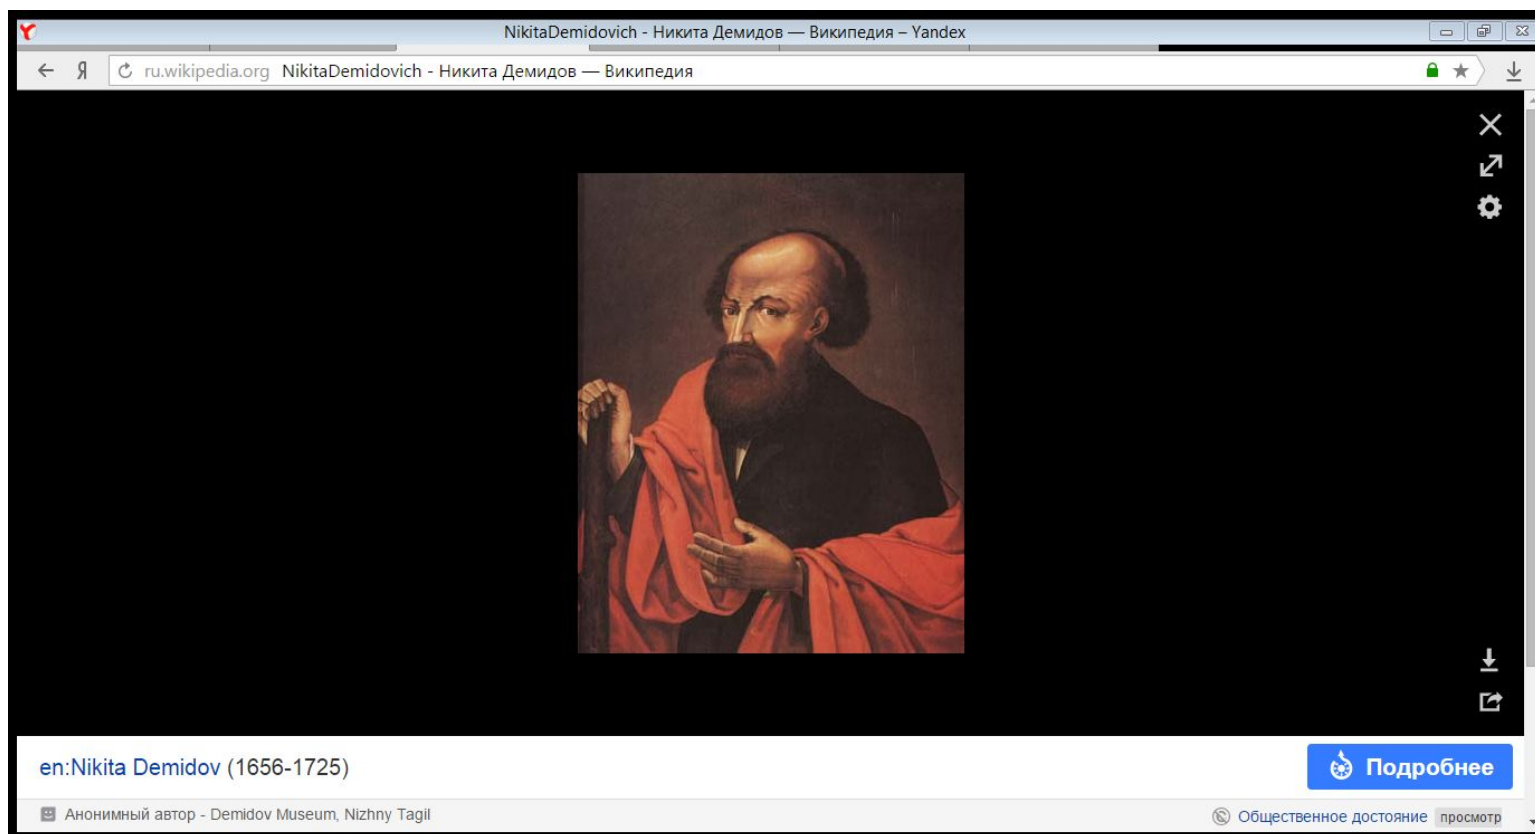 NikitaDemidovich - Никита Демидов — Википедия – Yandex
Я ru.wikipedia.org NikitaDemidovich - Никита Демидов — Википедия
en:Nikita Demidov (1656-1725)
Подробнее
Анонимный автор - Demidov Museum, Nizhny Tagil
Общественное достояние просмотр